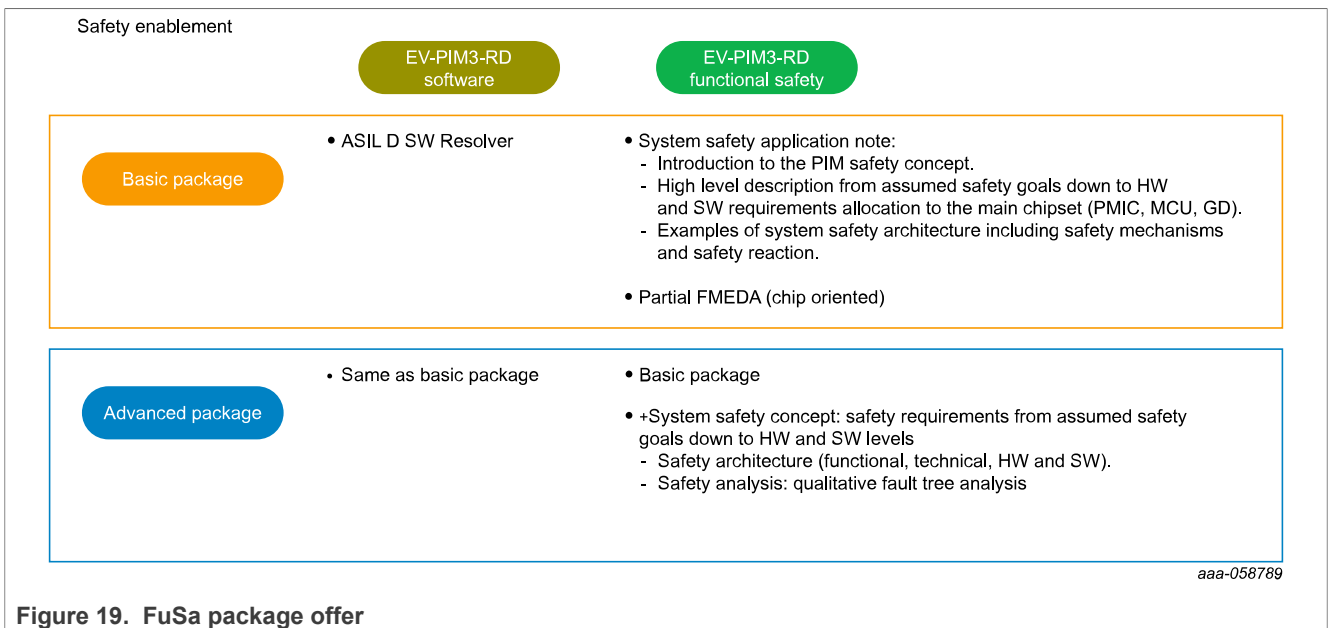 Safety enablement
EV-PIM3-RD
software
EV-PIM3-RD
functional safety
Basic package
• ASIL D SW Resolver
• System safety application note:
- Introduction to the PIM safety concept.
- High level description from assumed safety goals down to HW
and SW requirements allocation to the main chipset (PMIC, MCU, GD).
- Examples of system safety architecture including safety mechanisms
and safety reaction.
• Partial FMEDA (chip oriented)
Advanced package
• Same as basic package
• Basic package
• +System safety concept: safety requirements from assumed safety
goals down to HW and SW levels
- Safety architecture (functional, technical, HW and SW).
- Safety analysis: qualitative fault tree analysis
aaa-058789
Figure 19. FuSa package offer